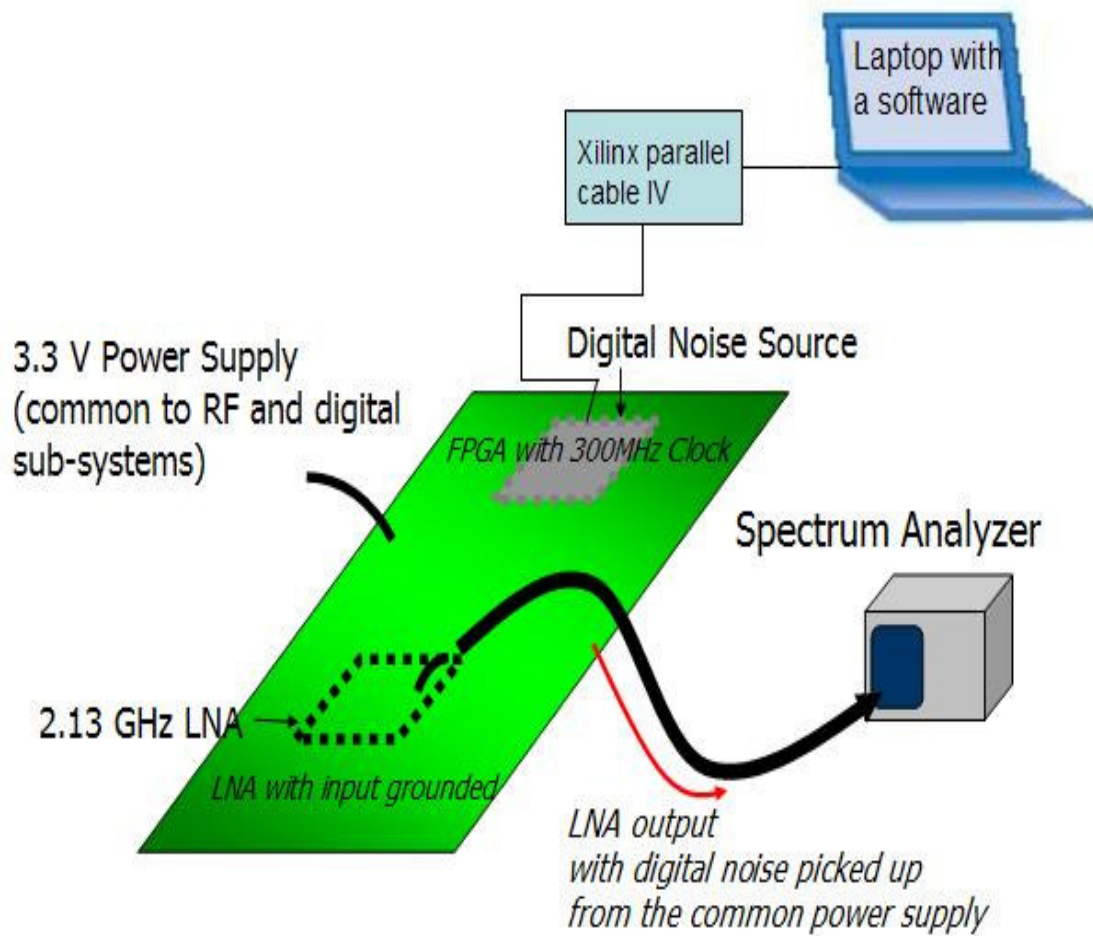 Laptop with
a software
Xilinx parallel
cable IV
3.3 V Power Supply
(common to RF and digital
sub-systems)
Digital Noise Source
FPGA with 300MHz Clock
Spectrum Analyzer
2.13 GHz LNA
LNA with input grounded
LNA output
with digital noise picked up
from the common power supply